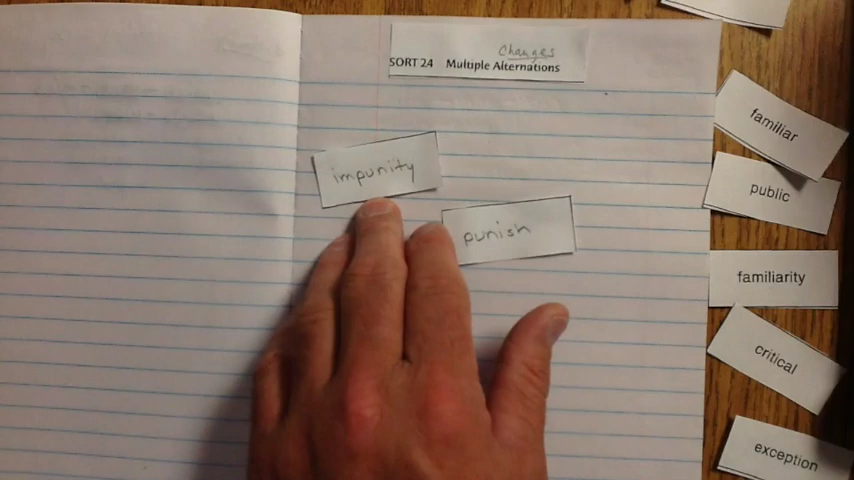 Changes
SORT 24 Multiple Alternations
impunity
punish
familiar
public
familiarity
critical
exception